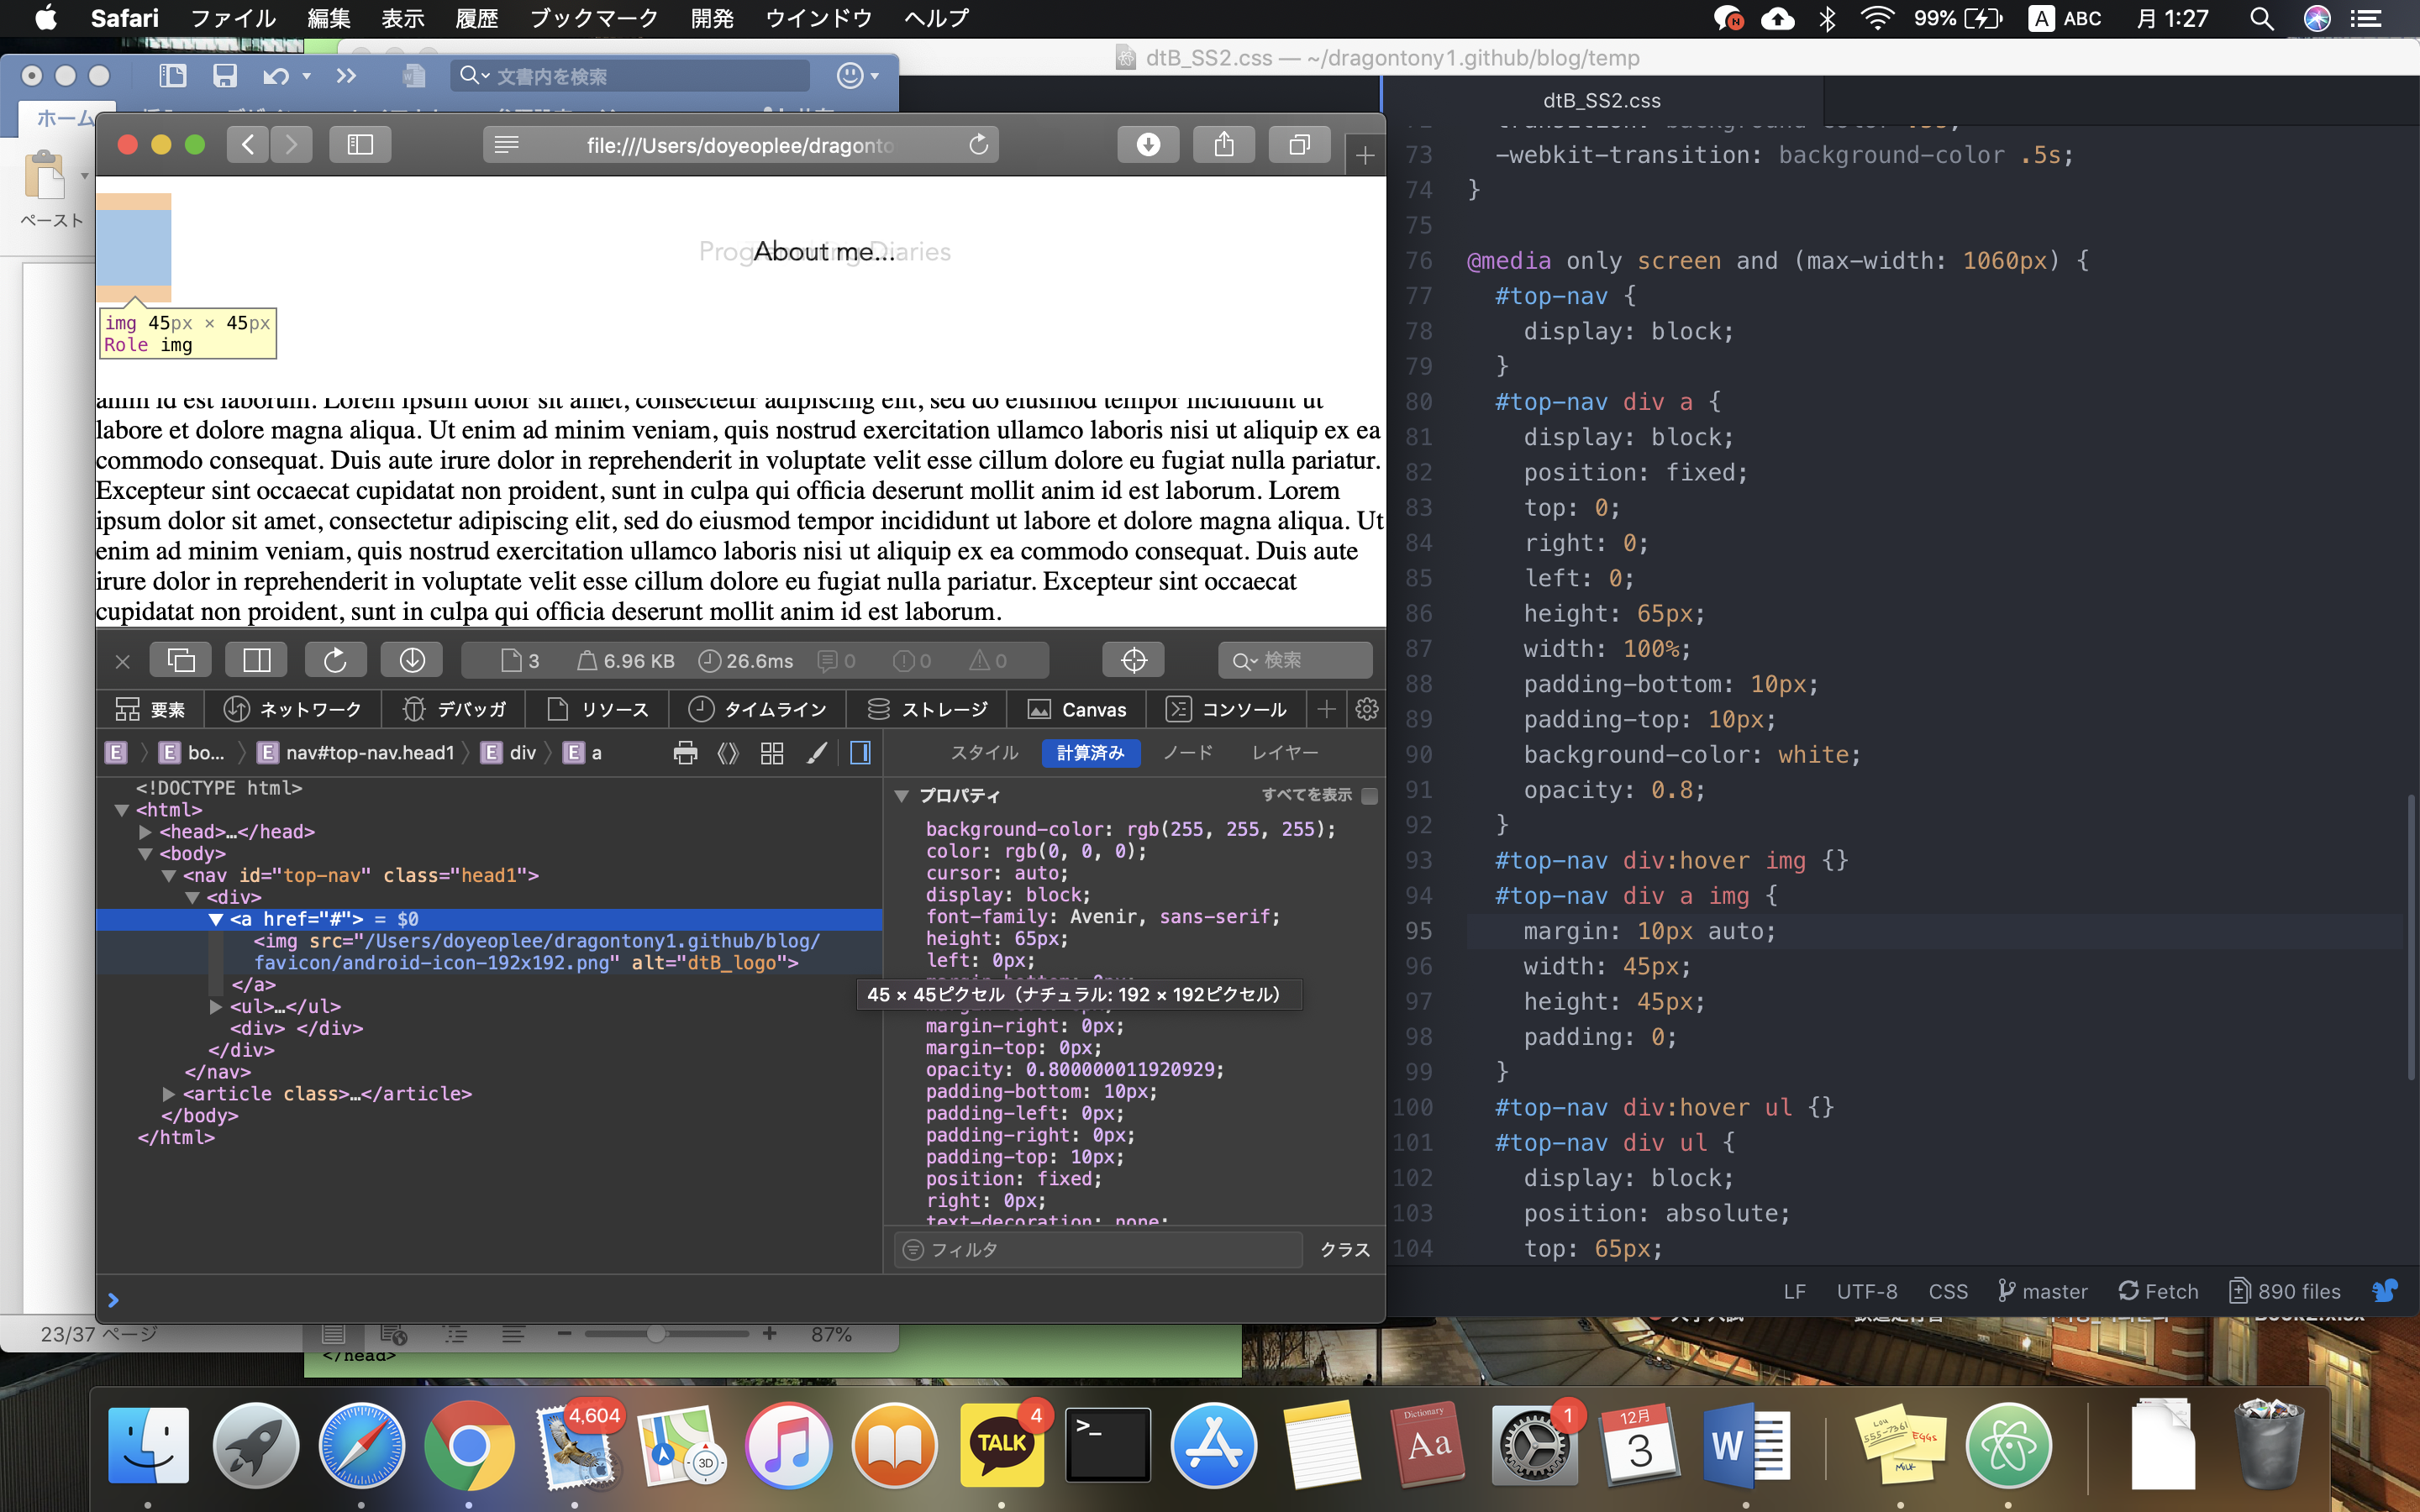 Safari ファイル 編集 表示 履歴 ブックマーク 開発 ウインドウ ヘルプ
99% A ABC 月 1:27
dtB_SS2.css — ~/dragontony1.github/blog/temp
文書内を検索
ホーム
ペースト
file:///Users/doyeoplee/dragonto
About me...
Programming Diaries
img 45px × 45px
Role img
anim id est laborum. Lorem ipsum dolor sit amet, consectetur adipiscing elit, sed do eiusmod tempor incididunt ut
labore et dolore magna aliqua. Ut enim ad minim veniam, quis nostrud exercitation ullamco laboris nisi ut aliquip ex ea
commodo consequat. Duis aute irure dolor in reprehenderit in voluptate velit esse cillum dolore eu fugiat nulla pariatur.
Excepteur sint occaecat cupidatat non proident, sunt in culpa qui officia deserunt mollit anim id est laborum. Lorem
ipsum dolor sit amet, consectetur adipiscing elit, sed do eiusmod tempor incididunt ut labore et dolore magna aliqua. Ut
enim ad minim veniam, quis nostrud exercitation ullamco laboris nisi ut aliquip ex ea commodo consequat. Duis aute
irure dolor in reprehenderit in voluptate velit esse cillum dolore eu fugiat nulla pariatur. Excepteur sint occaecat
cupidatat non proident, sunt in culpa qui officia deserunt mollit anim id est laborum.
3 6.96 KB 26.6ms 0 0 0 検索
要素 ネットワーク デバッガ リソース タイムライン ストレージ Canvas コンソール
E E bo... E nav#top-nav.head1 E div E a
スタイル 計算済み ノード レイヤー
<!DOCTYPE html>
<html>
<head>…</head>
<body>
<nav id="top-nav" class="head1">
<div>
<a href="#"> = $0
<img src="/Users/doyeoplee/dragontony1.github/blog/
favicon/android-icon-192x192.png" alt="dtB_logo">
</a>
<ul>…</ul>
<div> </div>
</div>
</nav>
<article class>…</article>
</body>
</html>
プロパティ すべてを表示
background-color: rgb(255, 255, 255);
color: rgb(0, 0, 0);
cursor: auto;
display: block;
font-family: Avenir, sans-serif;
height: 65px;
left: 0px;
45 × 45ピクセル（ナチュラル: 192 × 192ピクセル）
margin-right: 0px;
margin-top: 0px;
opacity: 0.800000011920929;
padding-bottom: 10px;
padding-left: 0px;
padding-right: 0px;
padding-top: 10px;
position: fixed;
right: 0px;
text-decoration: none;
フィルタ クラス
23/37 ページ 87%
</head>
dtB_SS2.css
transition: background-color .5s;
73 -webkit-transition: background-color .5s;
74 }
75
76 @media only screen and (max-width: 1060px) {
77 #top-nav {
78 display: block;
79 }
80 #top-nav div a {
81 display: block;
82 position: fixed;
83 top: 0;
84 right: 0;
85 left: 0;
86 height: 65px;
87 width: 100%;
88 padding-bottom: 10px;
89 padding-top: 10px;
90 background-color: white;
91 opacity: 0.8;
92 }
93 #top-nav div:hover img {}
94 #top-nav div a img {
95 margin: 10px auto;
96 width: 45px;
97 height: 45px;
98 padding: 0;
99 }
100 #top-nav div:hover ul {}
101 #top-nav div ul {
102 display: block;
103 position: absolute;
104 top: 65px;
LF UTF-8 CSS master Fetch 890 files
4,604
3D
TALK
4
>_
Dictionary
Aa
1
12月
3
W
Lou
555-7361
EGGS
MILK